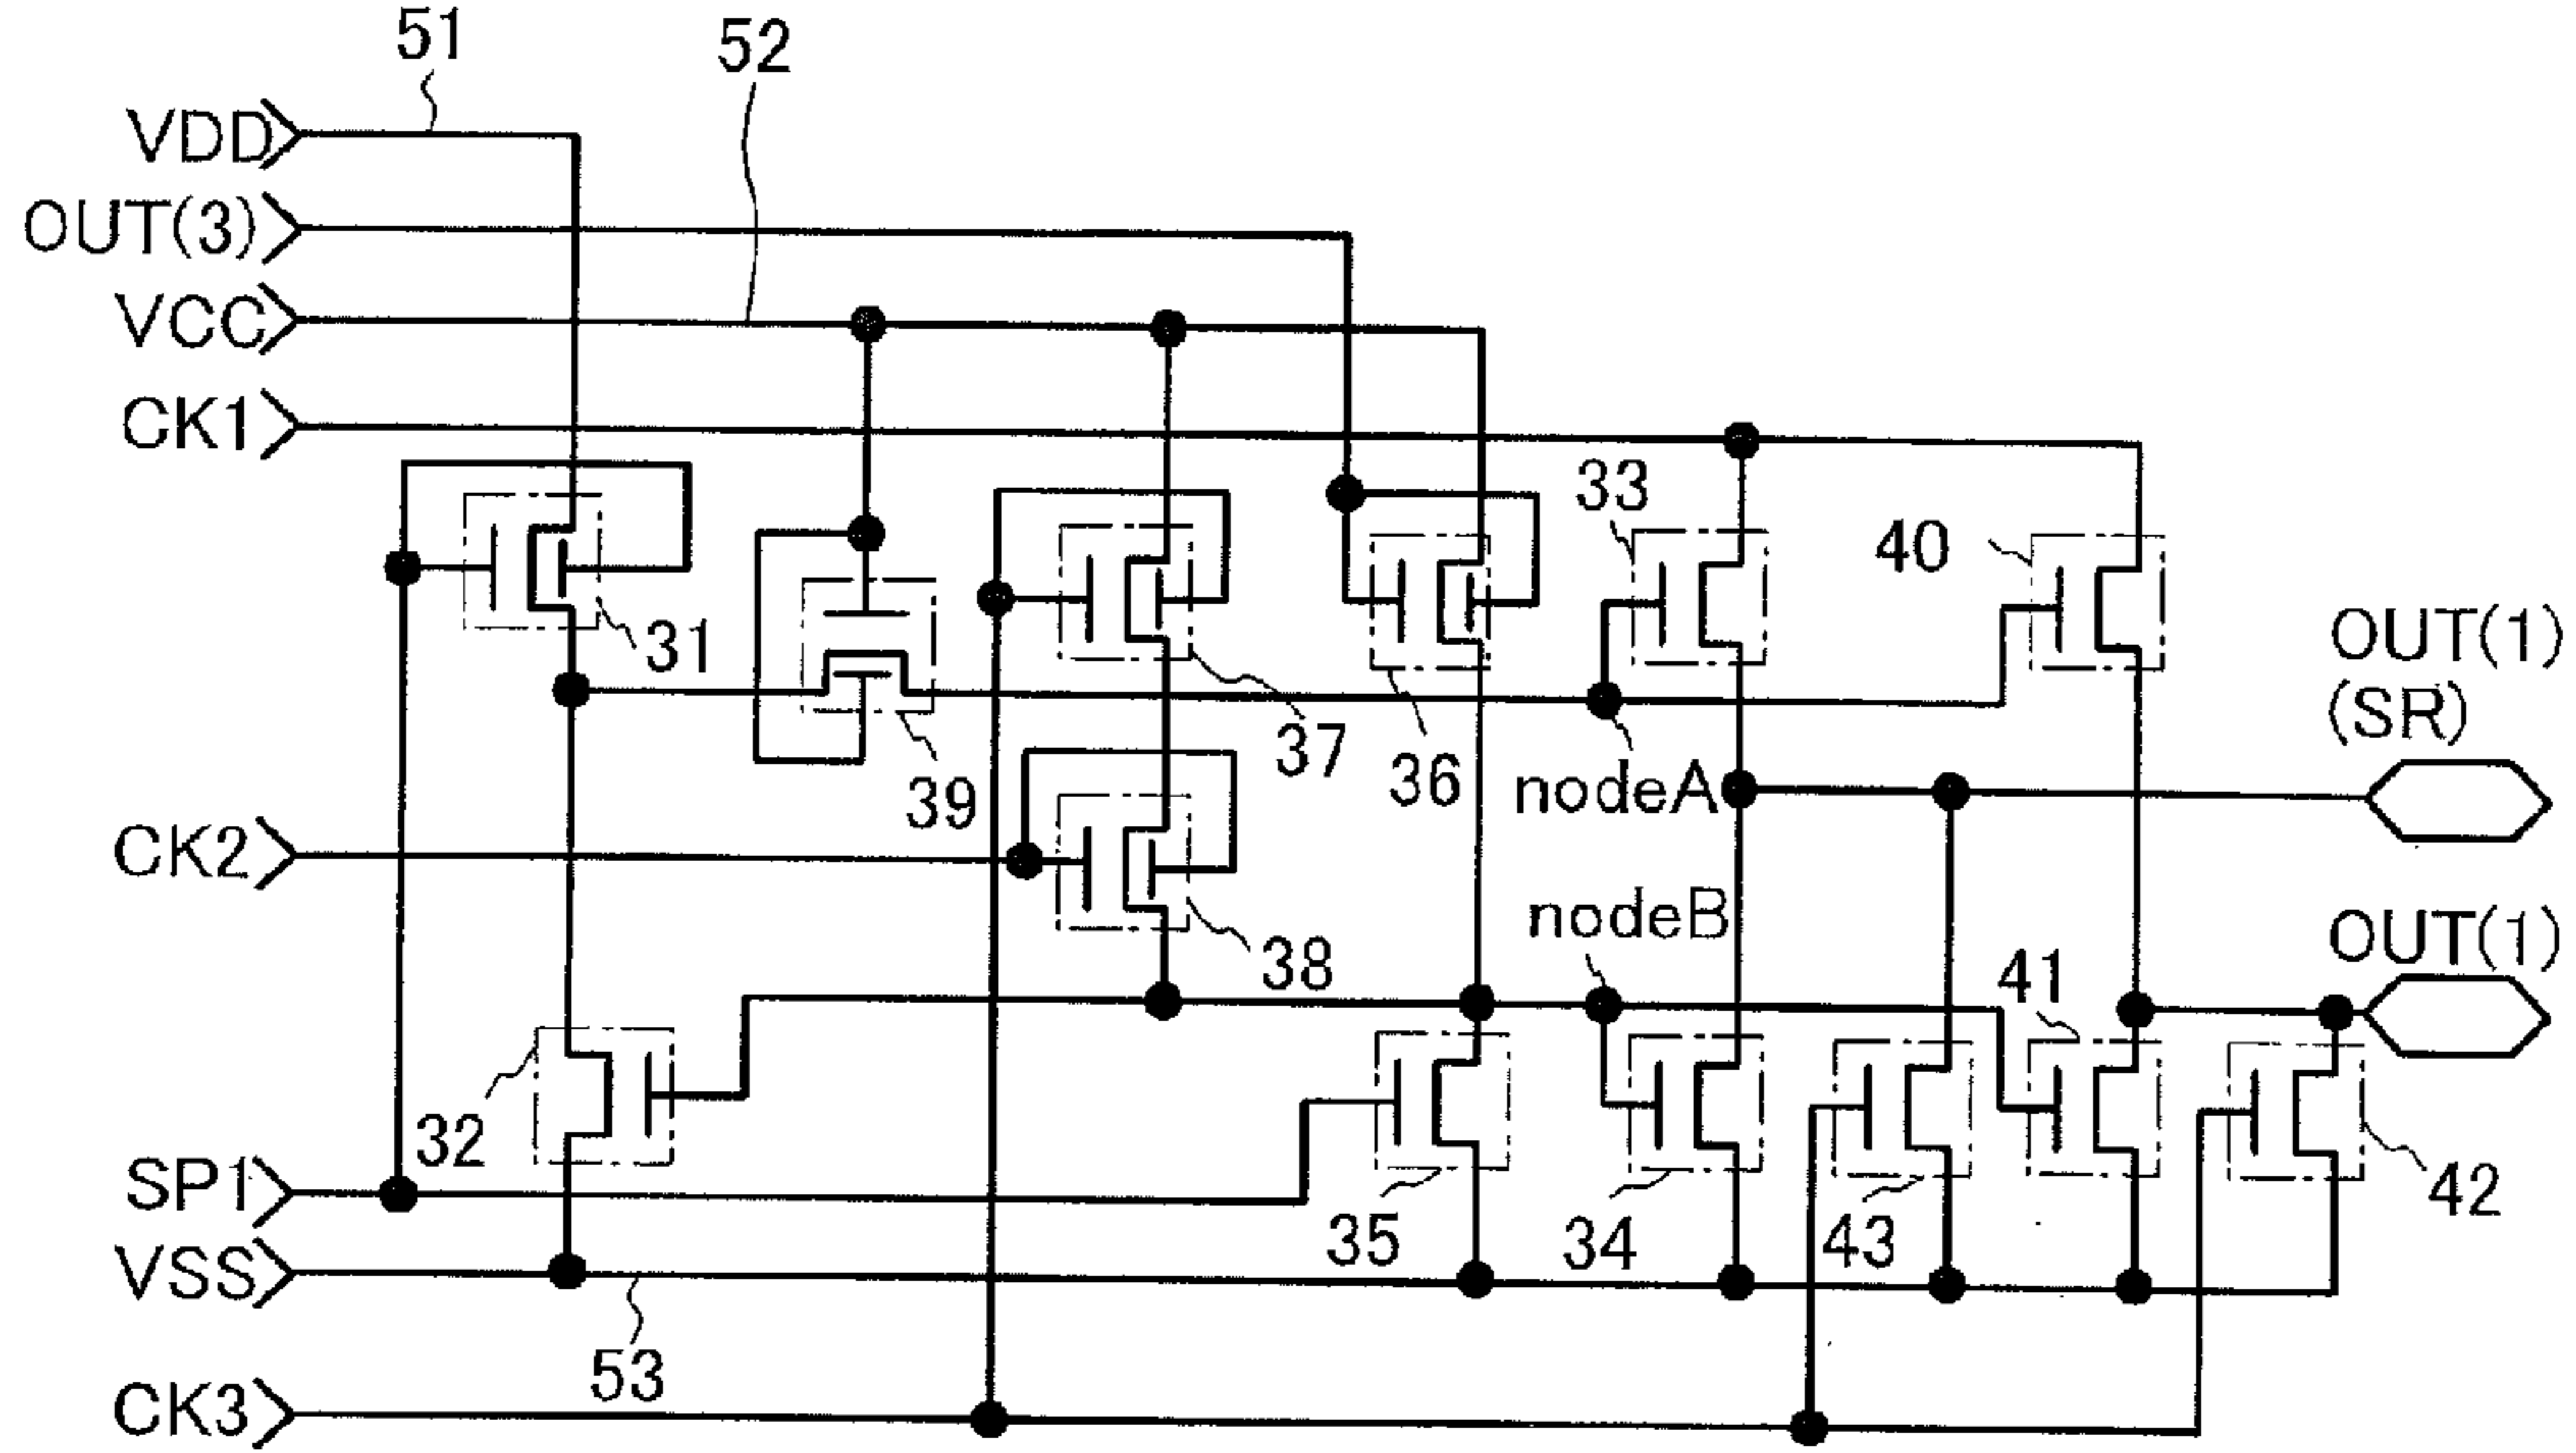 51
52
VDD
OUT(3)
VCC
CK1
33
40
31
OUT(1)
(SR)
37
36
39
nodeA
CK2
nodeB
38
41
OUT(1)
32
SP1
35
34
43
42
VSS
53
CK3